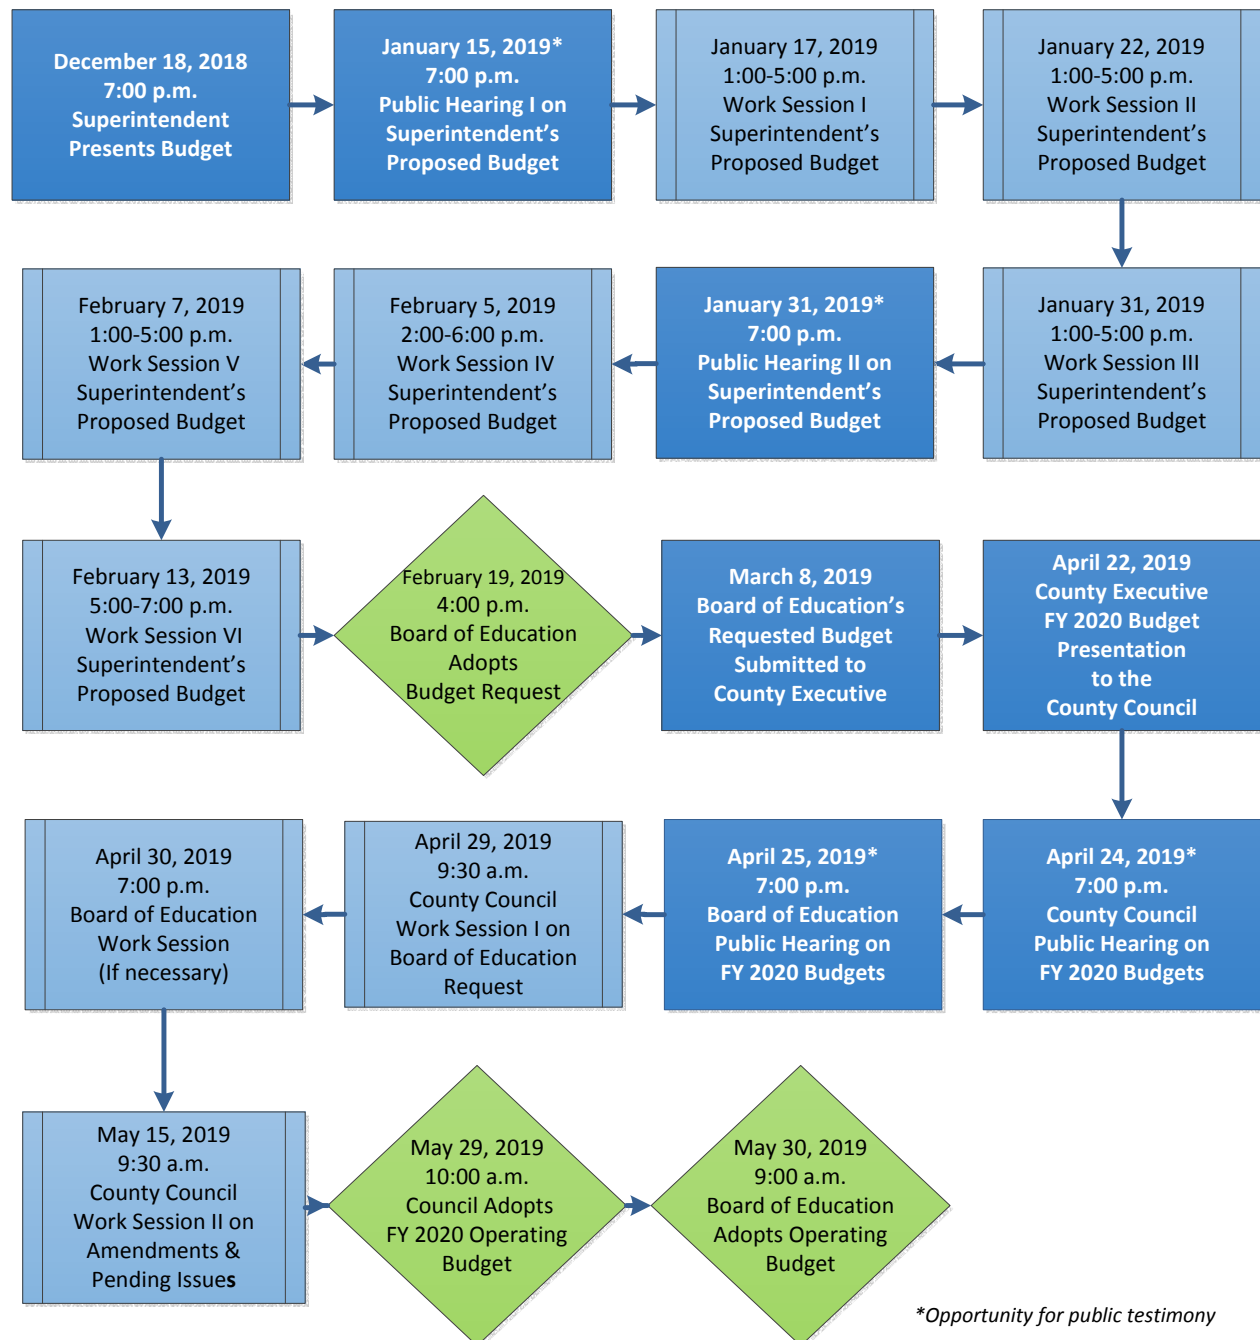 December 18, 2018
7:00 p.m.
Superintendent
Presents Budget
January 15, 2019*
7:00 p.m.
Public Hearing I on
Superintendent’s
Proposed Budget
January 17, 2019
1:00-5:00 p.m.
Work Session I
Superintendent’s
Proposed Budget
January 22, 2019
1:00-5:00 p.m.
Work Session II
Superintendent’s
Proposed Budget
January 31, 2019
1:00-5:00 p.m.
Work Session III
Superintendent’s
Proposed Budget
January 31, 2019*
7:00 p.m.
Public Hearing II on
Superintendent’s
Proposed Budget
February 5, 2019
2:00-6:00 p.m.
Work Session IV
Superintendent’s
Proposed Budget
February 7, 2019
1:00-5:00 p.m.
Work Session V
Superintendent’s
Proposed Budget
February 13, 2019
5:00-7:00 p.m.
Work Session VI
Superintendent’s
Proposed Budget
February 19, 2019
4:00 p.m.
Board of Education
Adopts
Budget Request
March 8, 2019
Board of Education’s
Requested Budget
Submitted to
County Executive
April 22, 2019
County Executive
FY 2020 Budget
Presentation
to the
County Council
April 24, 2019*
7:00 p.m.
County Council
Public Hearing on
FY 2020 Budgets
April 25, 2019*
7:00 p.m.
Board of Education
Public Hearing on
FY 2020 Budgets
April 29, 2019
9:30 a.m.
County Council
Work Session I on
Board of Education
Request
April 30, 2019
7:00 p.m.
Board of Education
Work Session
(If necessary)
May 15, 2019
9:30 a.m.
County Council
Work Session II on
Amendments &
Pending Issues
May 29, 2019
10:00 a.m.
Council Adopts
FY 2020 Operating
Budget
May 30, 2019
9:00 a.m.
Board of Education
Adopts Operating
Budget
*Opportunity for public testimony